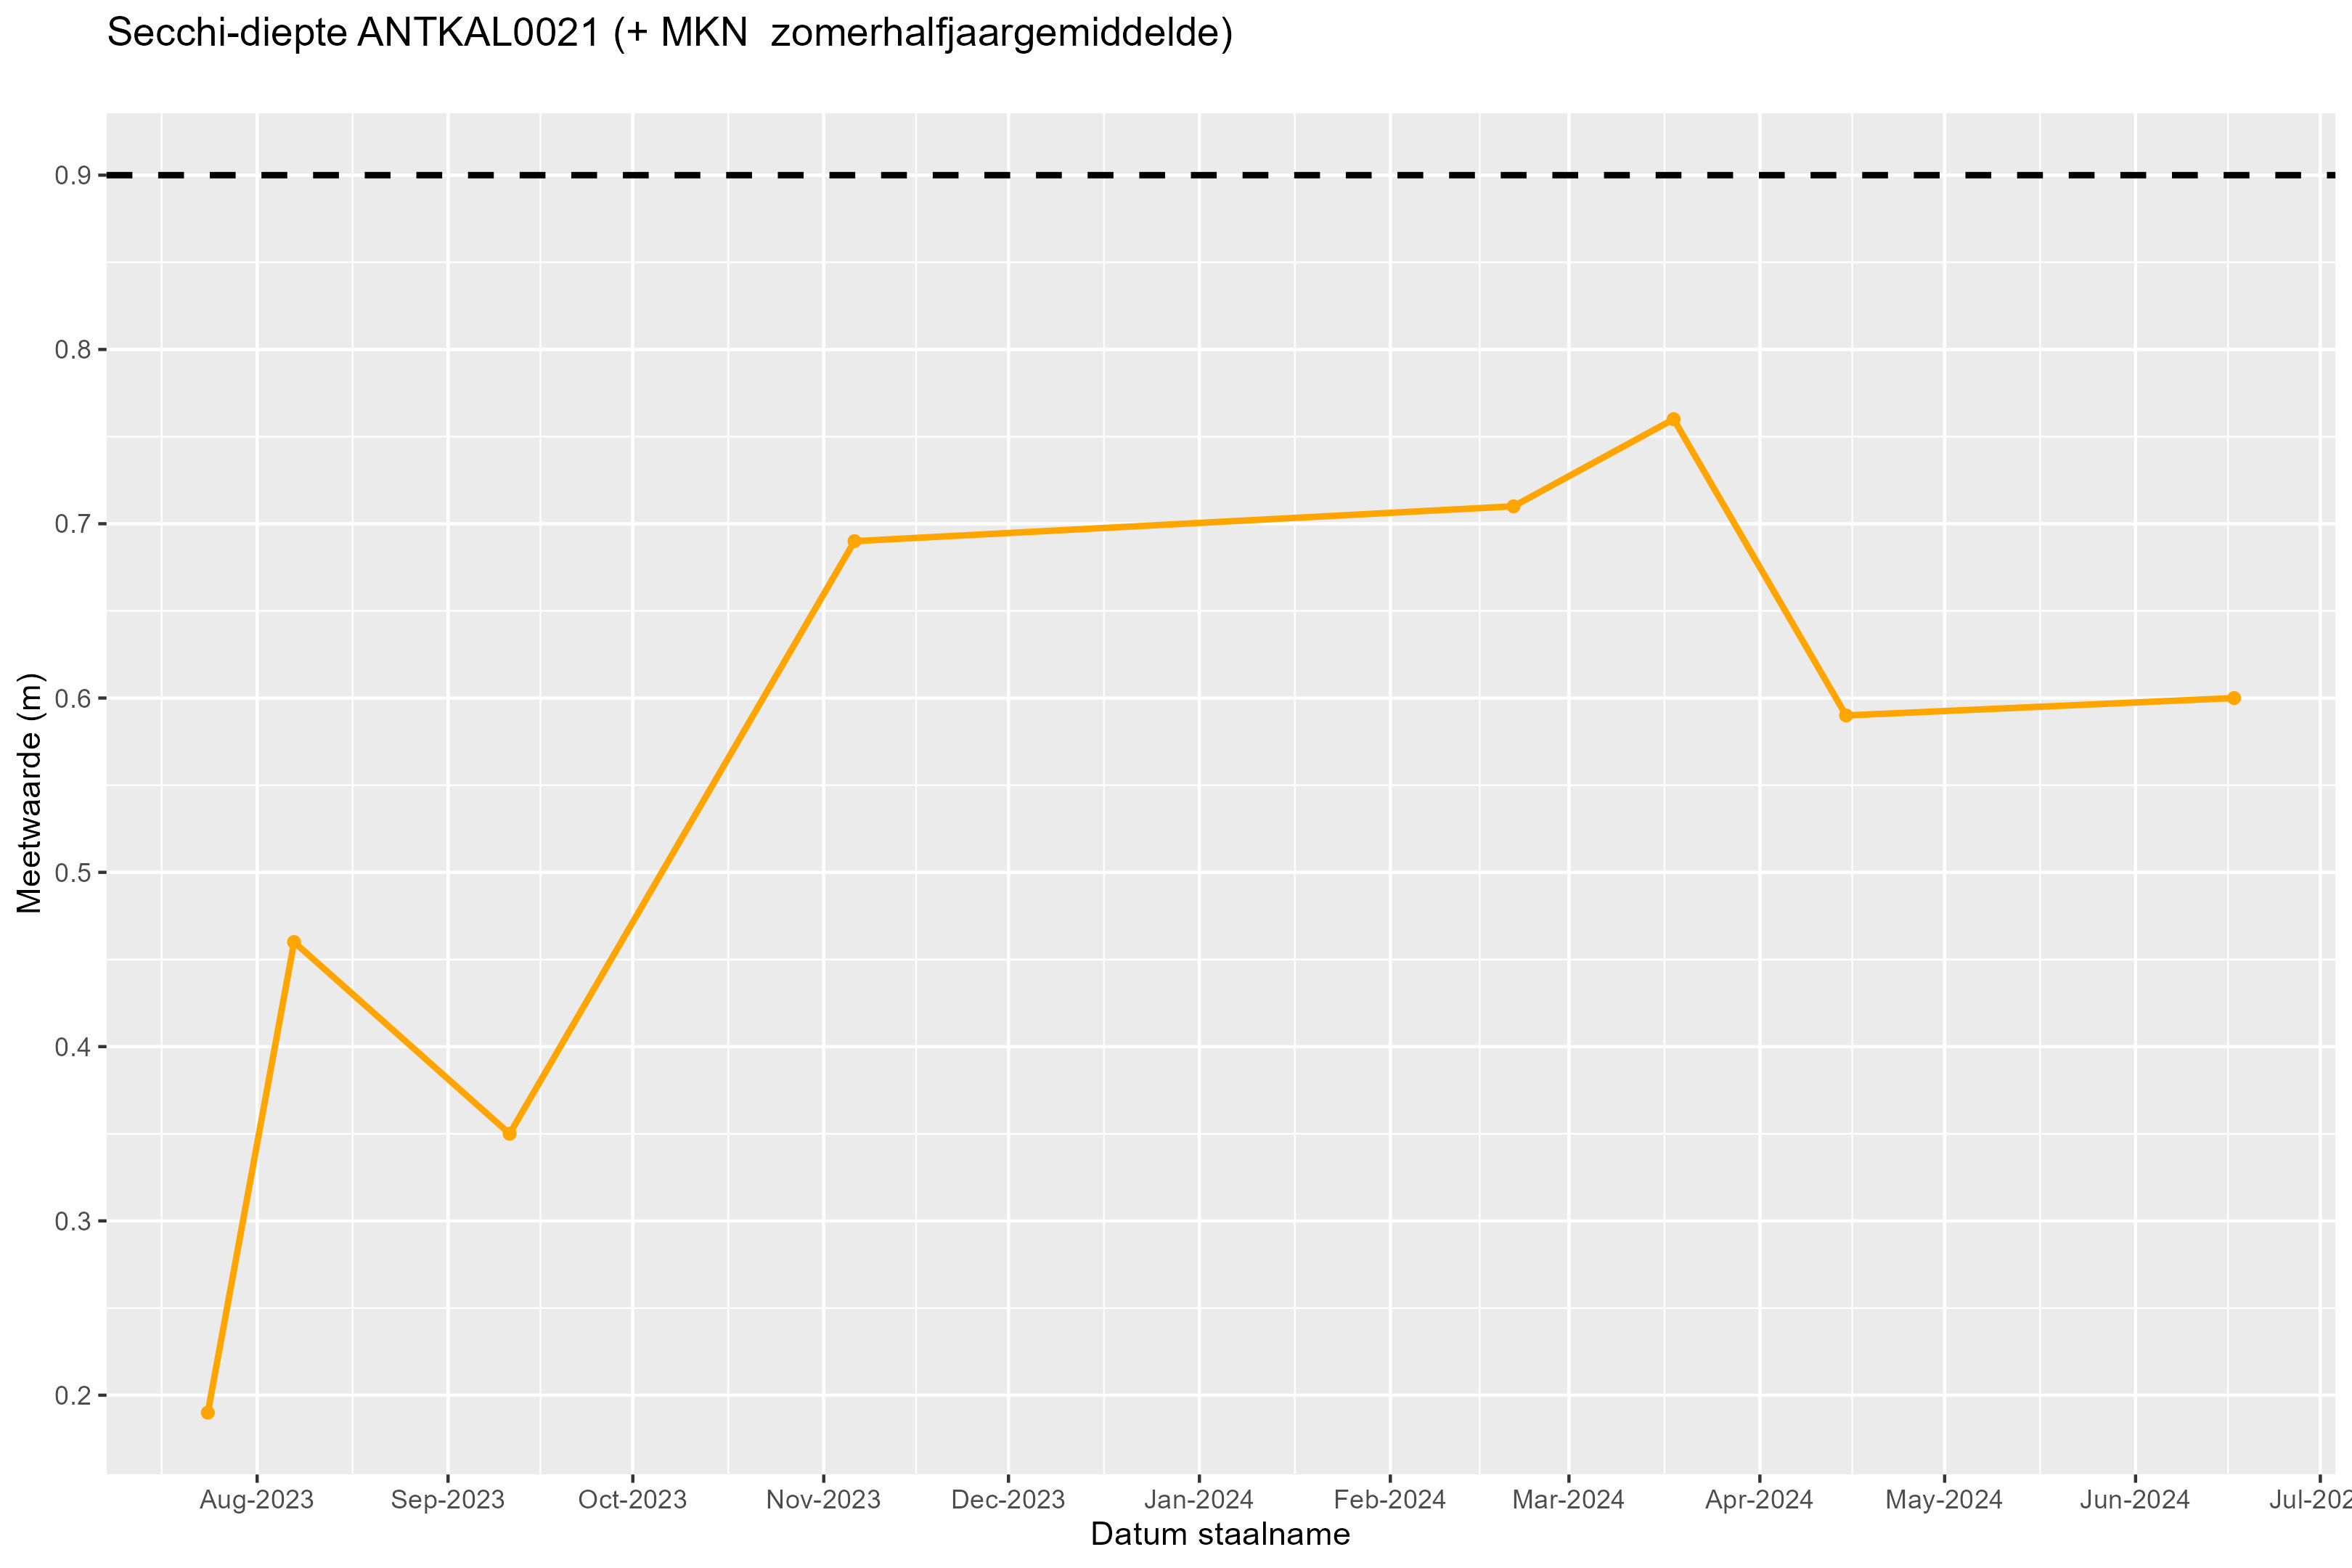 Secchi-diepte ANTKAL0021 (+ MKN  zomerhalfjaargemiddelde)
0.9
0.8
0.7
0.6
0.5
0.4
0.3
0.2
Meetwaarde (m)
Aug-2023 Sep-2023 Oct-2023 Nov-2023 Dec-2023 Jan-2024 Feb-2024 Mar-2024 Apr-2024 May-2024 Jun-2024 Jul-202
Datum staalname